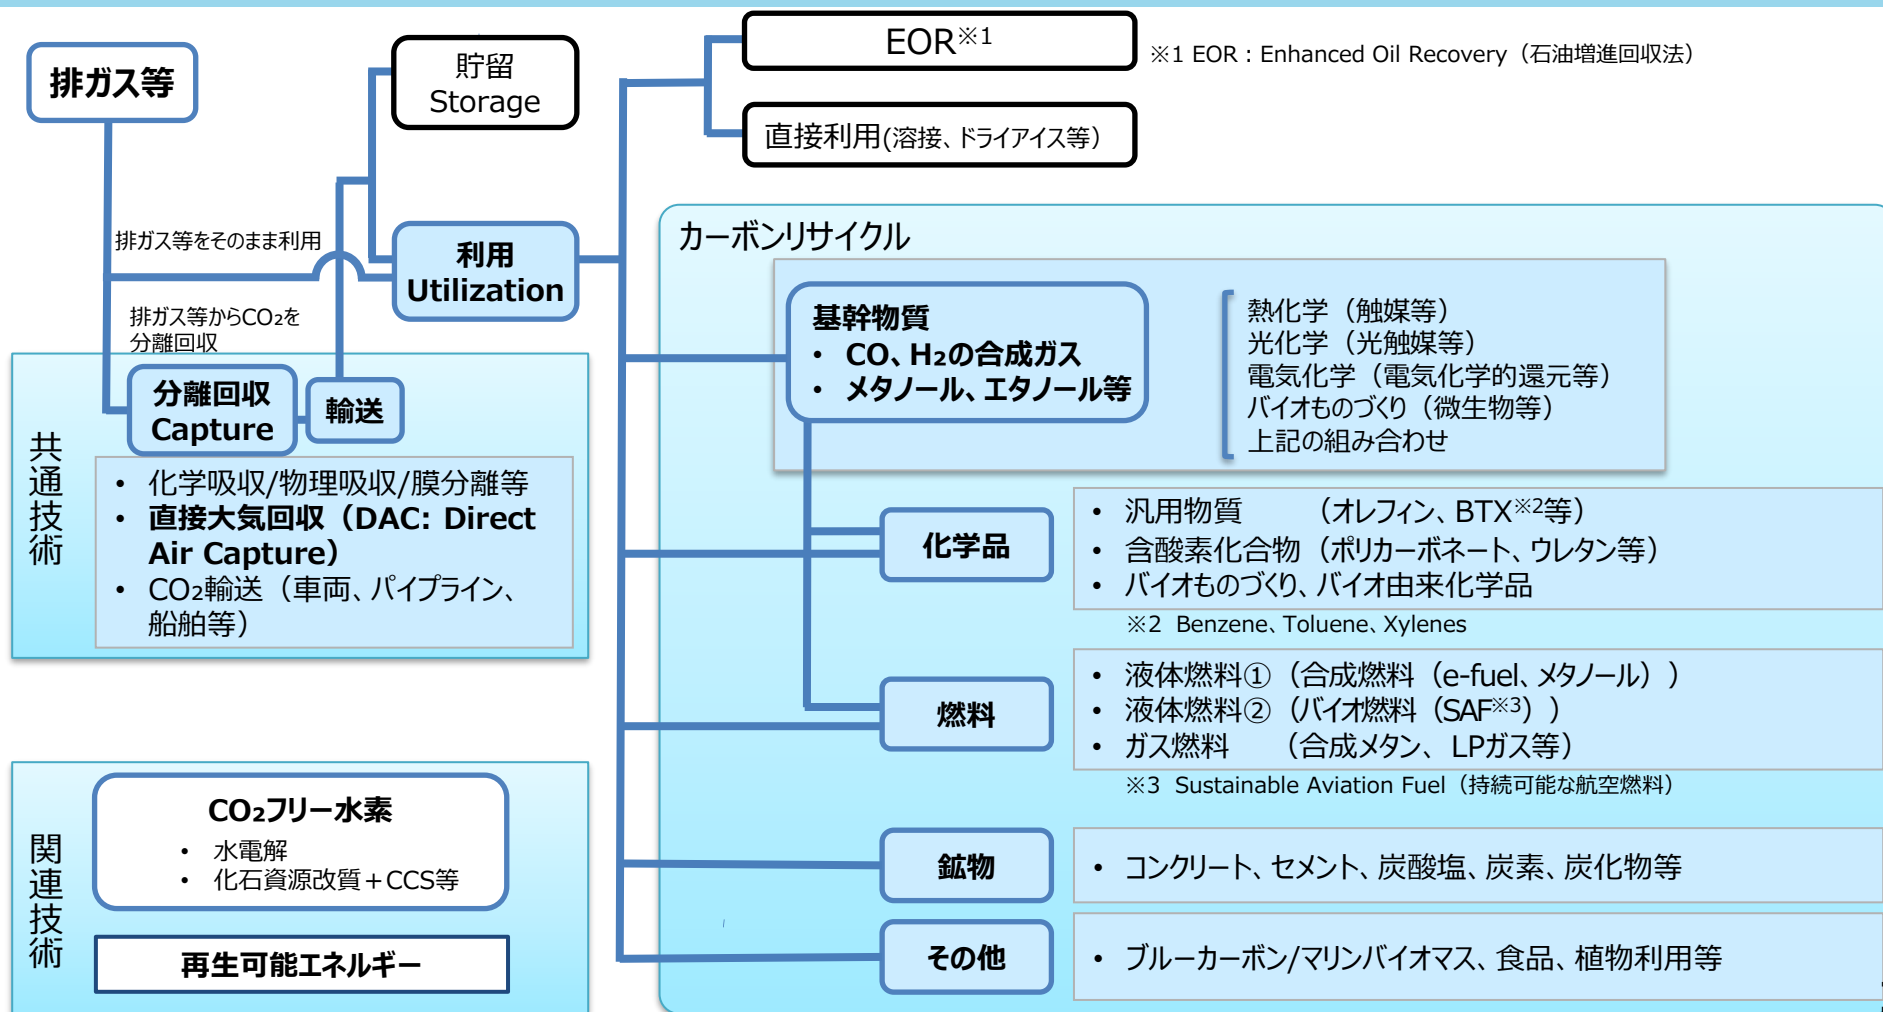 排ガス等
貯留
Storage
EOR※1
※1 EOR：Enhanced Oil Recovery（石油増進回収法）
直接利用(溶接、ドライアイス等）
排ガス等をそのまま利用
利用
Utilization
排ガス等からCO₂を
分離回収
共通技術
分離回収
Capture
輸送
• 化学吸収/物理吸収/膜分離等
• 直接大気回収（DAC: Direct
Air Capture）
• CO₂輸送（車両、パイプライン、
船舶等）
関連技術
CO₂フリー水素
• 水電解
• 化石資源改質＋CCS等
再生可能エネルギー
カーボンリサイクル
基幹物質
• CO、H₂の合成ガス
• メタノール、エタノール等
熱化学（触媒等）
光化学（光触媒等）
電気化学（電気化学的還元等）
バイオものづくり（微生物等）
上記の組み合わせ
化学品
• 汎用物質　　（オレフィン、BTX※2等）
• 含酸素化合物（ポリカーボネート、ウレタン等）
• バイオものづくり、バイオ由来化学品
※2 Benzene、Toluene、Xylenes
燃料
• 液体燃料①（合成燃料（e-fuel、メタノール））
• 液体燃料②（バイオ燃料（SAF※3））
• ガス燃料　　（合成メタン、LPガス等）
※3 Sustainable Aviation Fuel（持続可能な航空燃料）
鉱物
• コンクリート、セメント、炭酸塩、炭素、炭化物等
その他
• ブルーカーボン/マリンバイオマス、食品、植物利用等